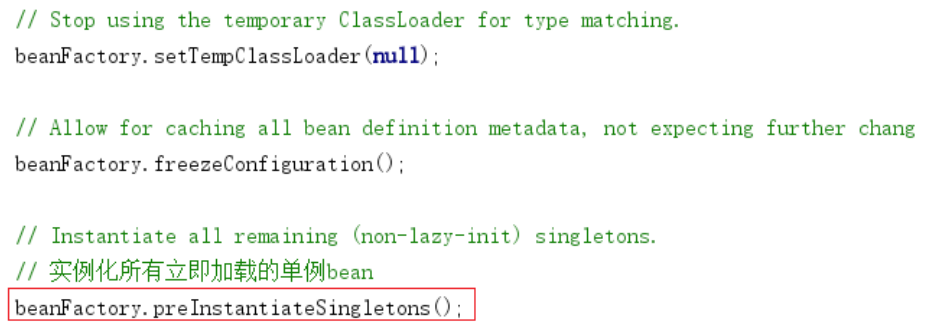 // Stop using the temporary ClassLoader for type matching.
beanFactory.setTempClassLoader(null);
// Allow for caching all bean definition metadata, not expecting further chang
beanFactory.freezeConfiguration();
// Instantiate all remaining (non-lazy-init) singletons.
// 实例化所有立即加载的单例bean
beanFactory.preInstantiateSingletons();